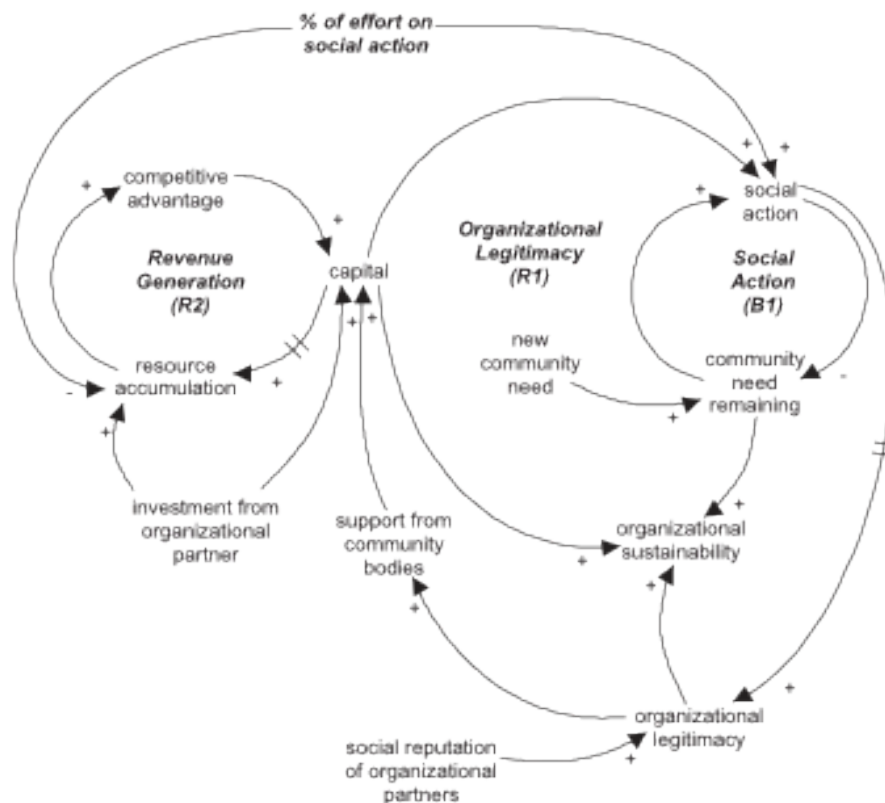 % of effort on
social action
+
+
+
competitive
advantage
+
+
social
action
Revenue
Generation
(R2)
Organizational
Legitimacy
(R1)
Social
Action
(B1)
capital
+
+
new
community
need
community
need
remaining
resource
accumulation
+
-
-
+
+
investment from
organizational
partner
support from
community
bodies
organizational
sustainability
+
+
+
+
+
organizational
legitimacy
social reputation
of organizational
partners
+